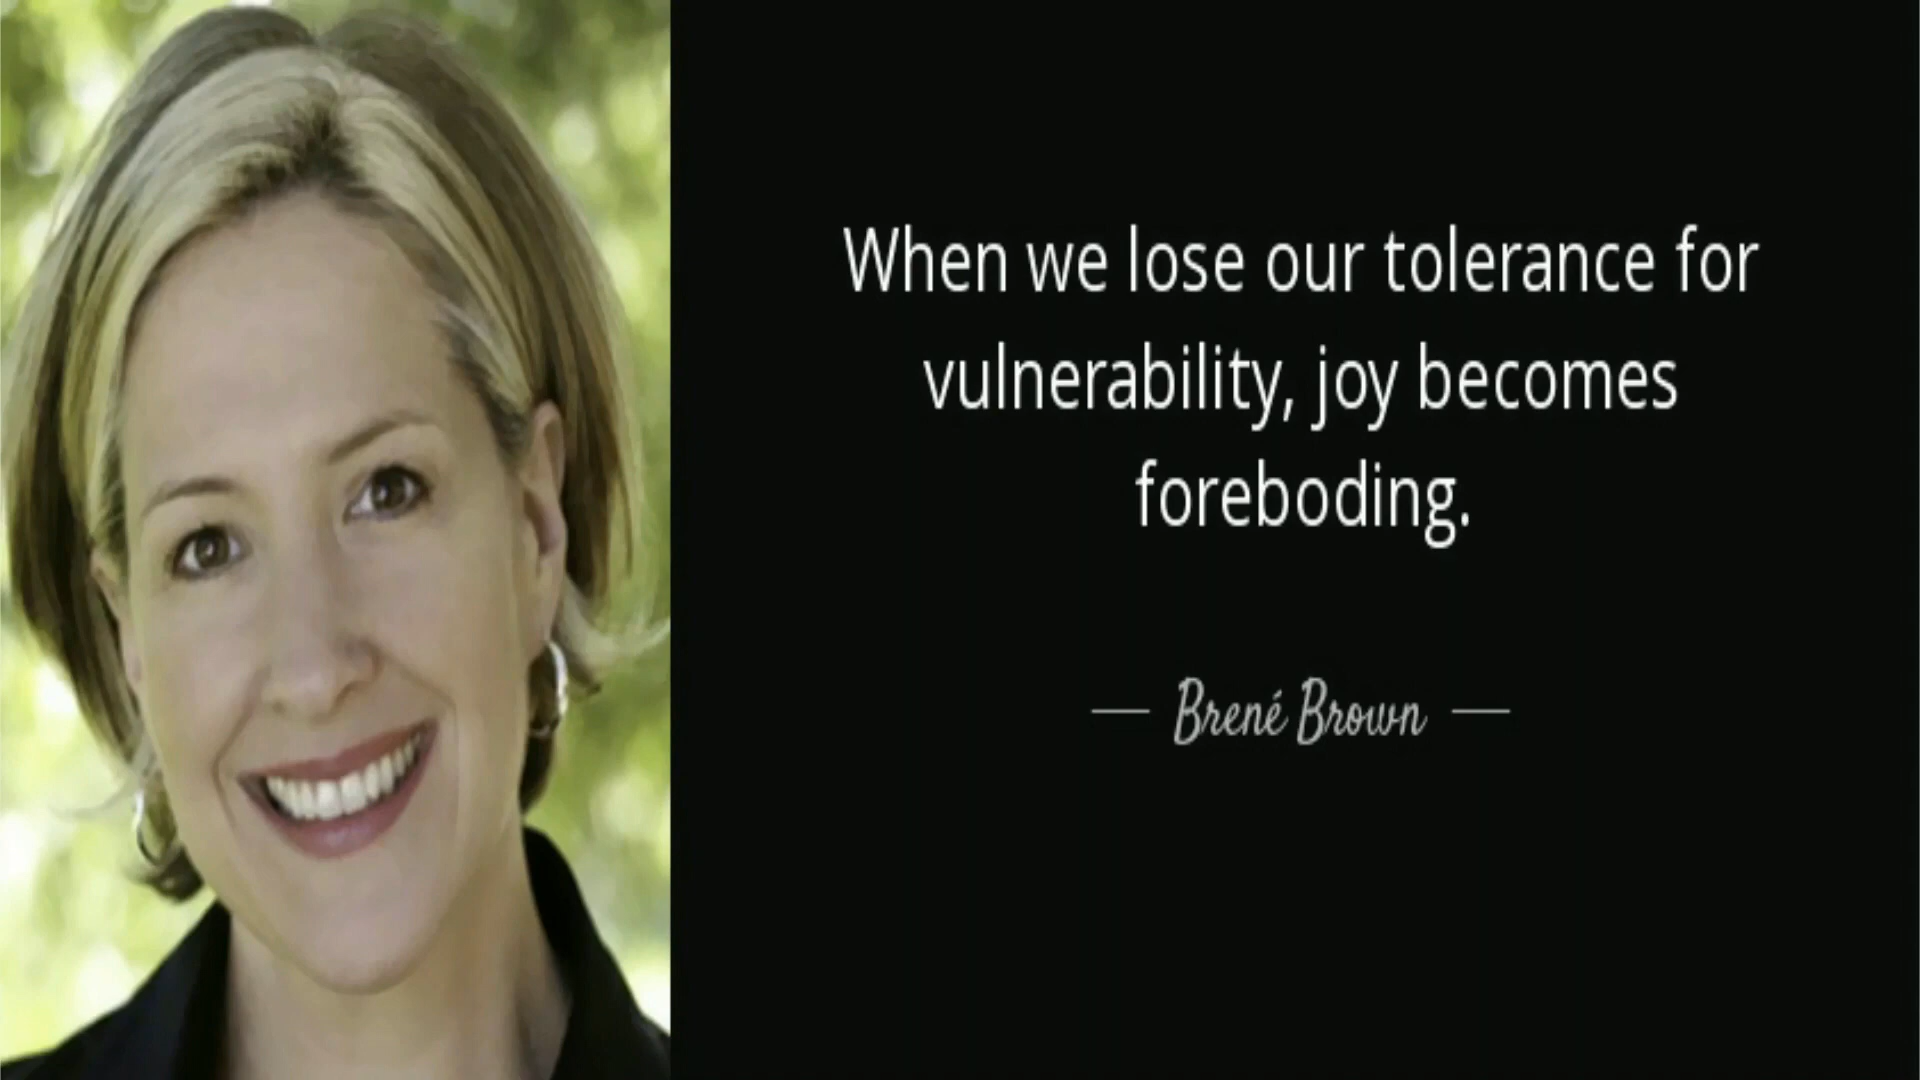 When we lose our tolerance for
vulnerability, joy becomes
foreboding.
— Brené Brown —